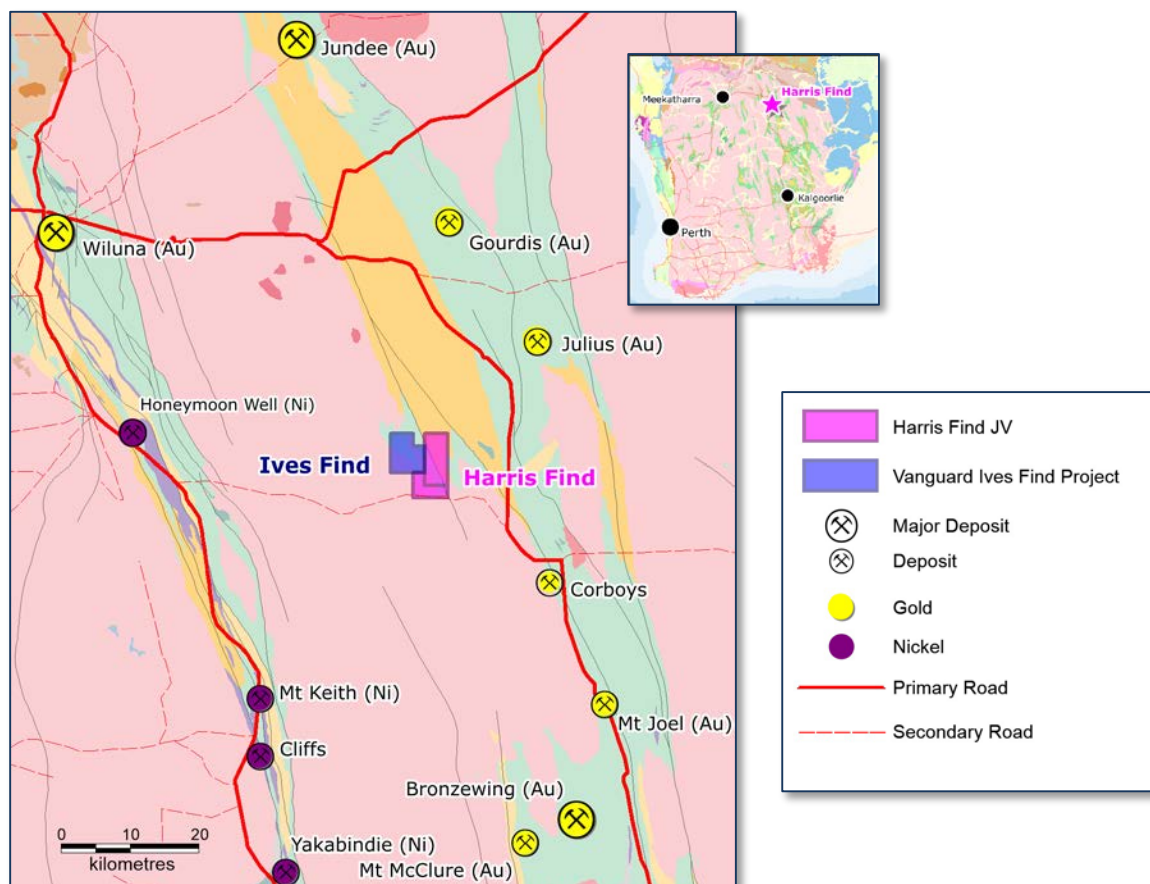 Jundee (Au)
Wiluna (Au)
Gourdis (Au)
Julius (Au)
Honeymoon Well (Ni)
Ives Find
Harris Find
Corboys
Mt Keith (Ni)
Mt Joel (Au)
Cliffs
Bronzewing (Au)
Yakabindie (Ni)
Mt McClure (Au)
0 10 20
kilometres
Meekatharra
Harris Find
Kalgoorlie
Perth
Harris Find JV
Vanguard Ives Find Project
Major Deposit
Deposit
Gold
Nickel
Primary Road
Secondary Road